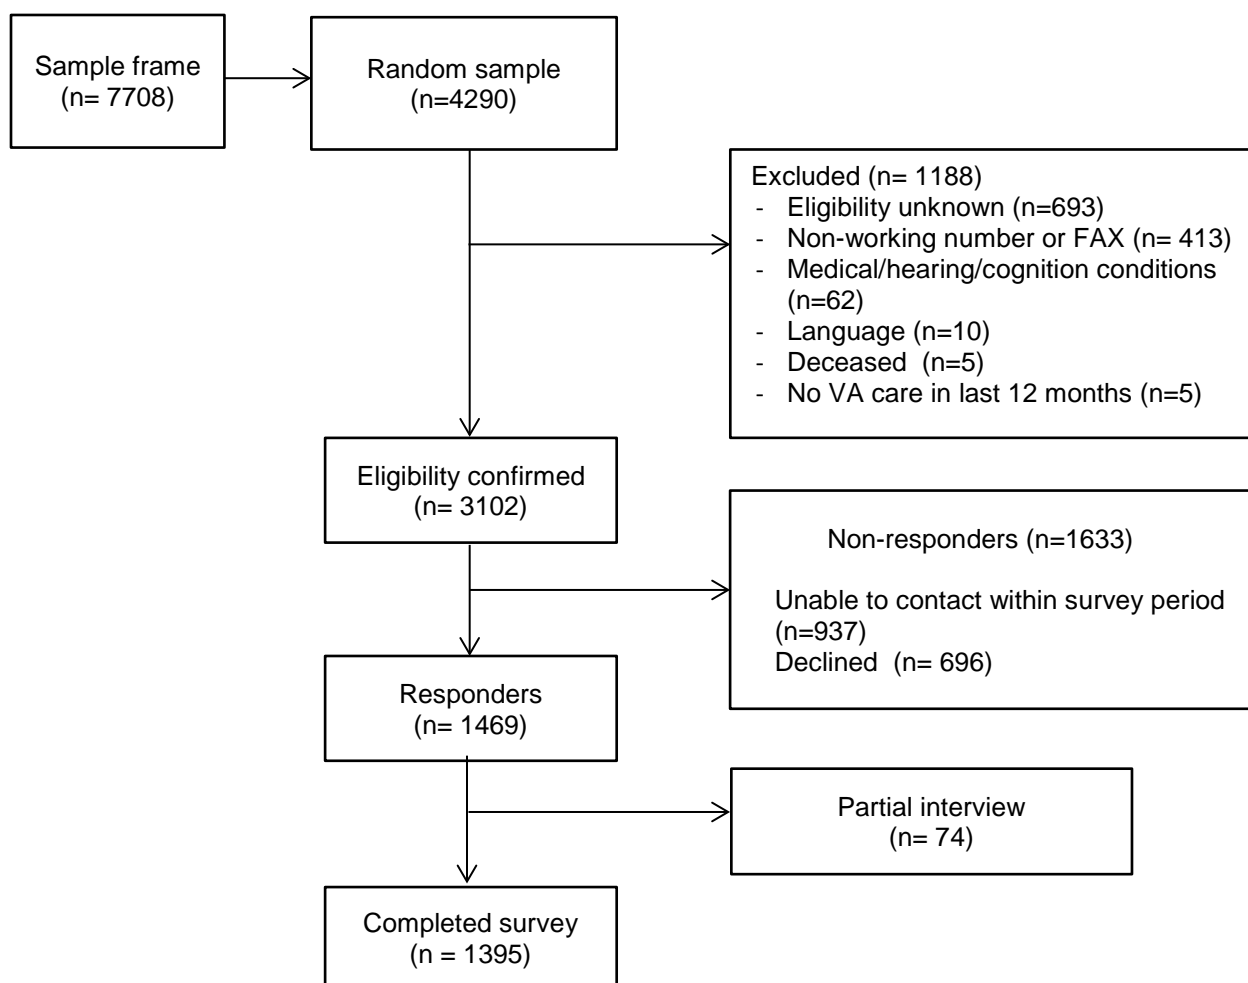 Sample frame
(n= 7708)
Random sample
(n=4290)
Excluded (n= 1188)
- Eligibility unknown (n=693)
- Non-working number or FAX (n= 413)
- Medical/hearing/cognition conditions
(n=62)
- Language (n=10)
- Deceased (n=5)
- No VA care in last 12 months (n=5)
Eligibility confirmed
(n= 3102)
Non-responders (n=1633)
Unable to contact within survey period
(n=937)
Declined (n= 696)
Responders
(n= 1469)
Partial interview
(n= 74)
Completed survey
(n = 1395)